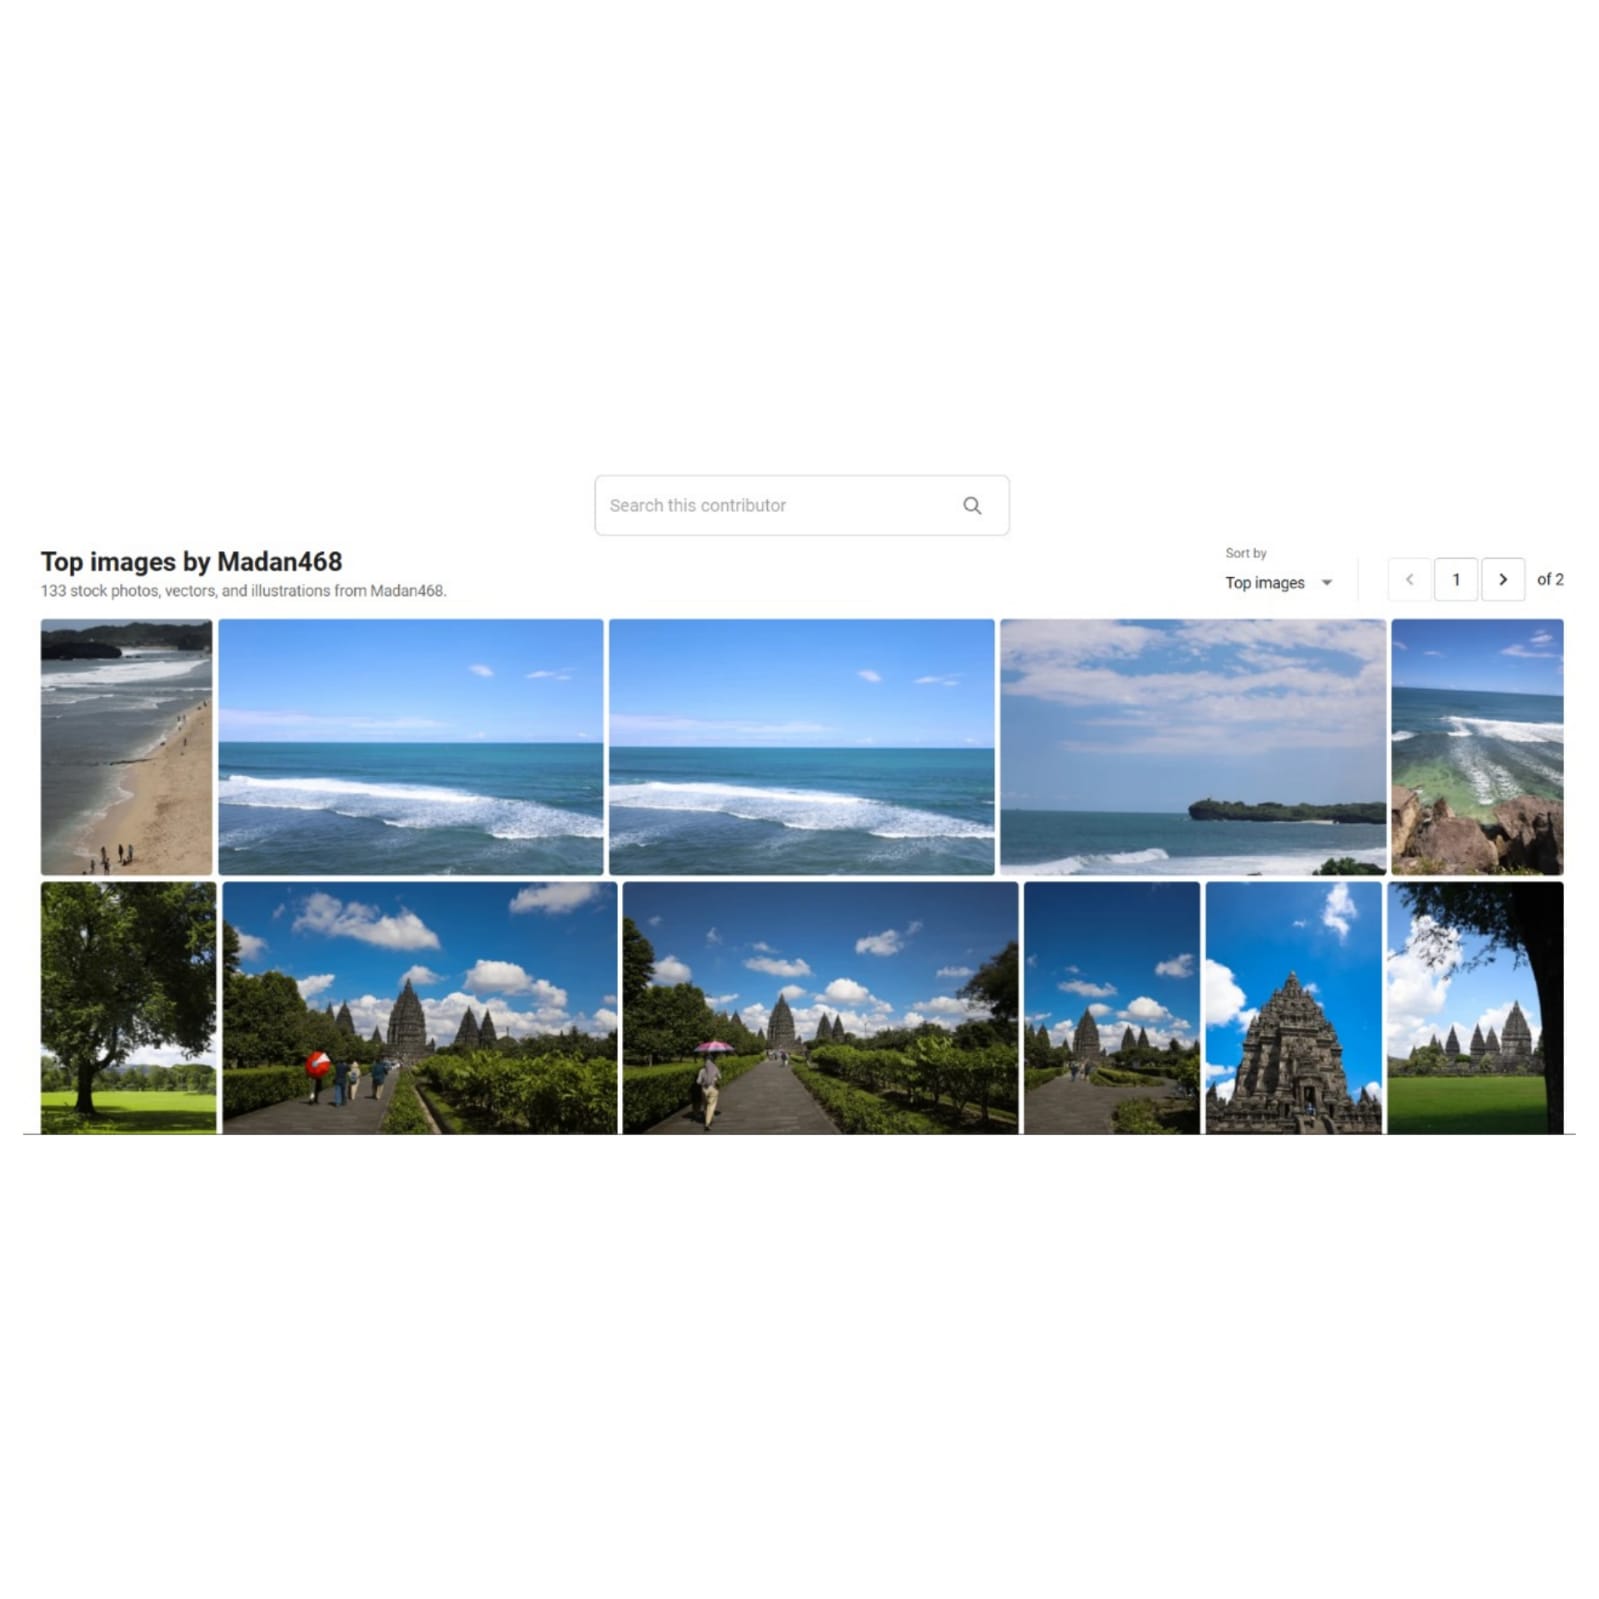 Search this contributor
Top images by Madan468
133 stock photos, vectors, and illustrations from Madan468.
Sort by
Top images
1
of 2